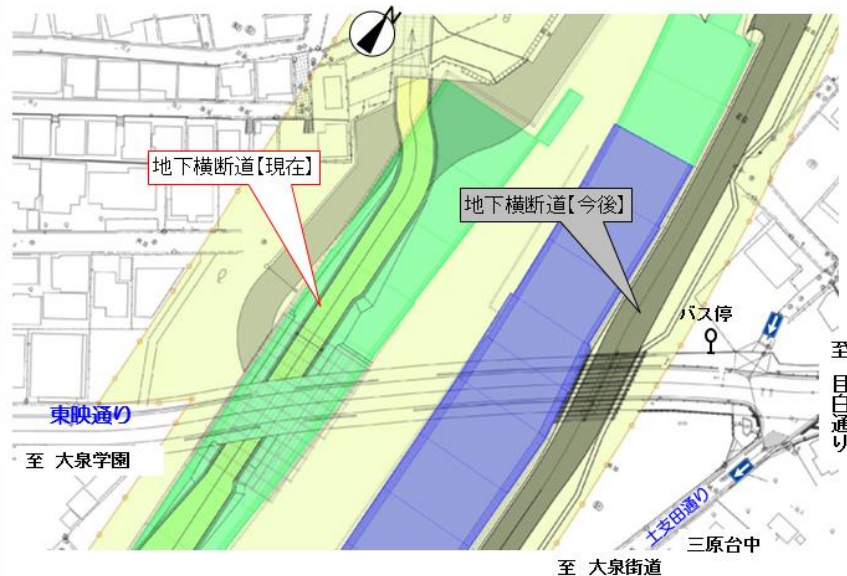 N
地下横断道【現在】
地下横断道【今後】
バス停
至 目白通り
東映通り
至 大泉学園
土支田通り
三原台中
至 大泉街道